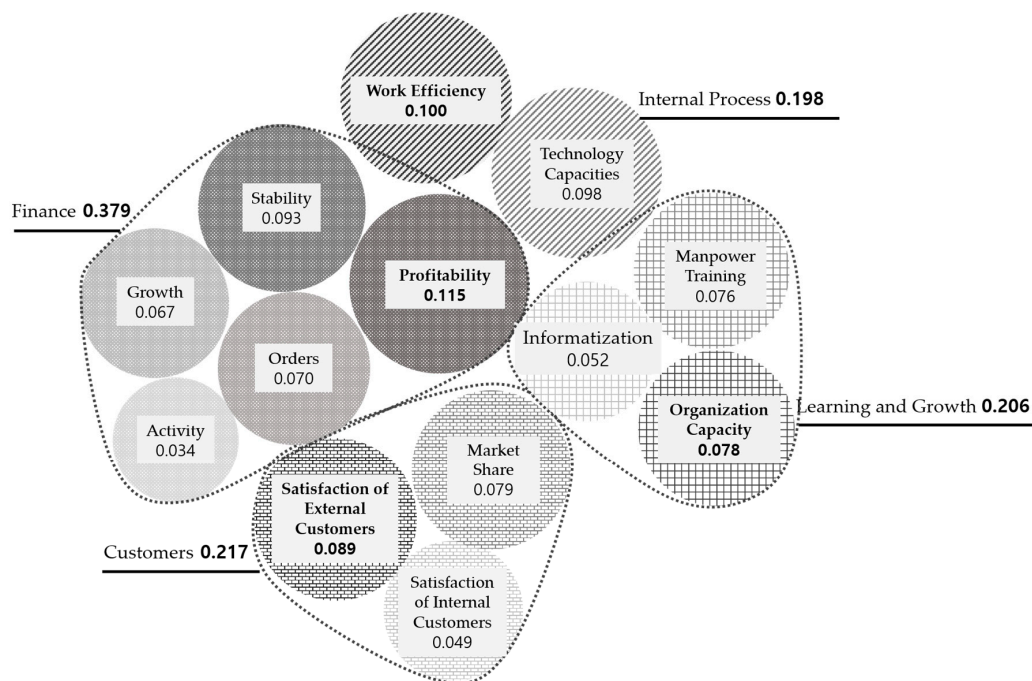 Work Efficiency
0.100
Internal Process 0.198
Technology
Capacities
0.098
Stability
0.093
Finance 0.379
Manpower
Training
0.076
Profitability
0.115
Growth
0.067
Informatization
0.052
Orders
0.070
Organization
Capacity
0.078
Learning and Growth 0.206
Activity
0.034
Market
Share
0.079
Satisfaction of
External
Customers
0.089
Customers 0.217
Satisfaction
of Internal
Customers
0.049